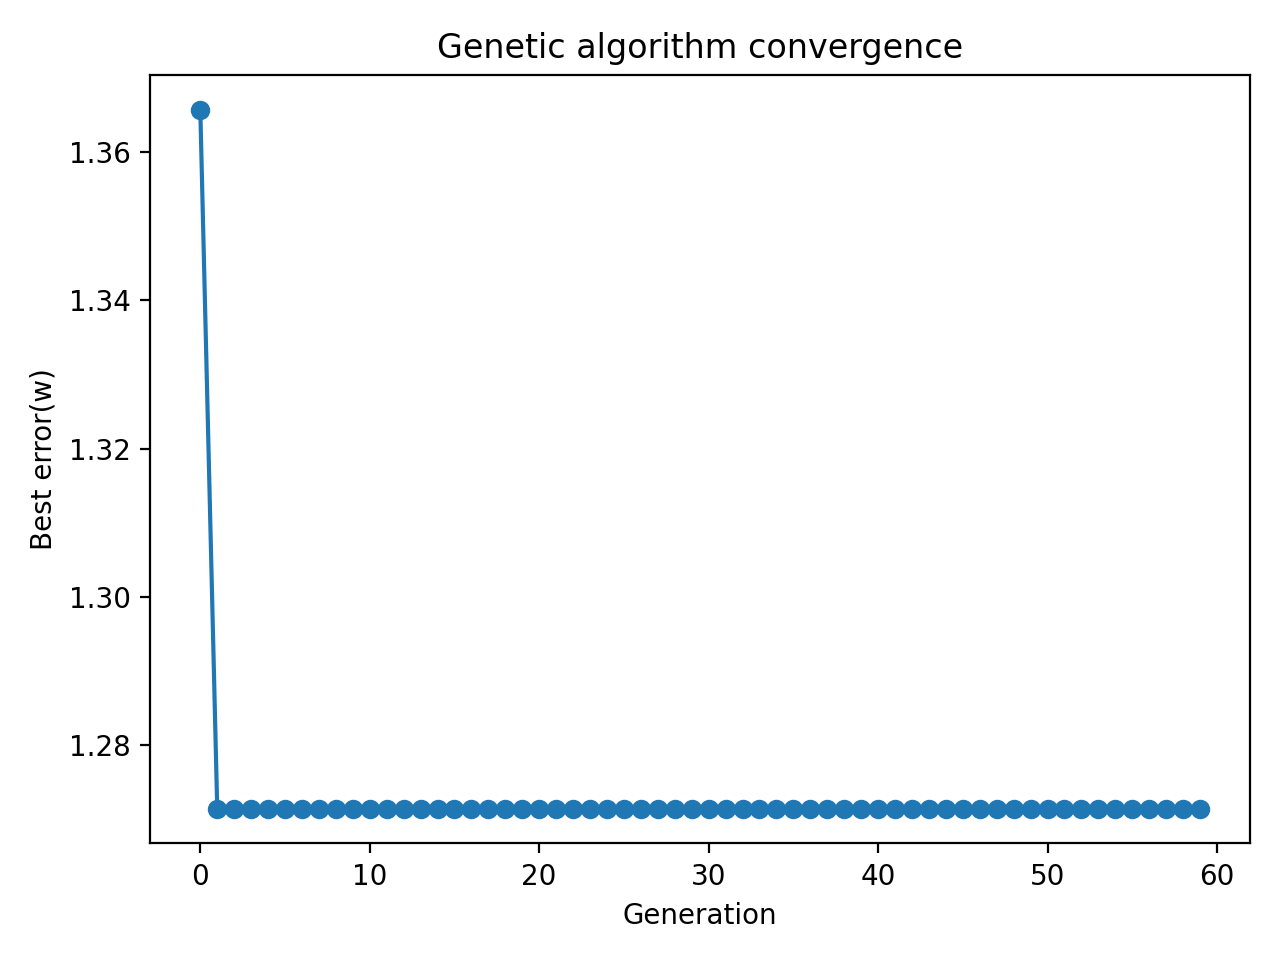 Genetic algorithm convergence
1.36
1.34
1.32
1.30
1.28
Best error(w)
0 10 20 30 40 50 60
Generation